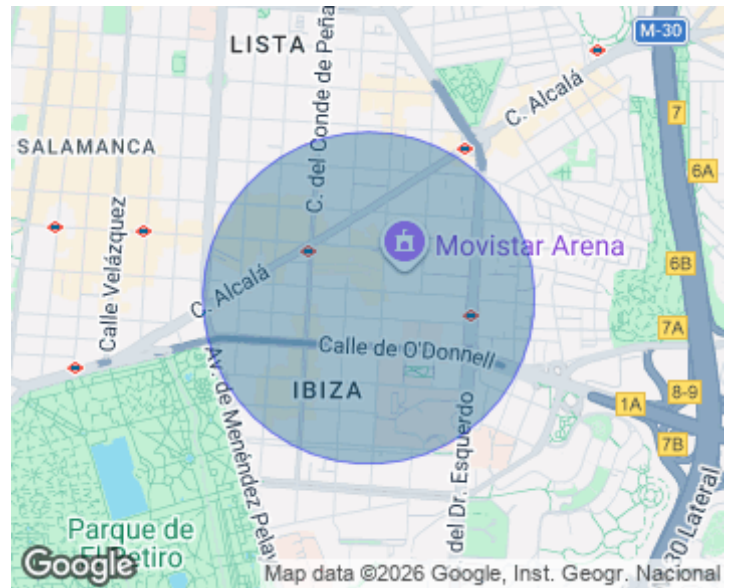 LISTA
M-30
C. Alcalá
C. del Conde de Peña
7
SALAMANCA
6A
Calle Velázquez
Movistar Arena
6B
C. Alcalá
7A
Calle de O'Donnell
Av. de Menéndez Pelay
IBIZA
8-9
1A
del Dr. Esquerdo
7B
30 Lateral
Parque de
El Retiro
Google
Map data ©2026 Google, Inst. Geogr. Nacional